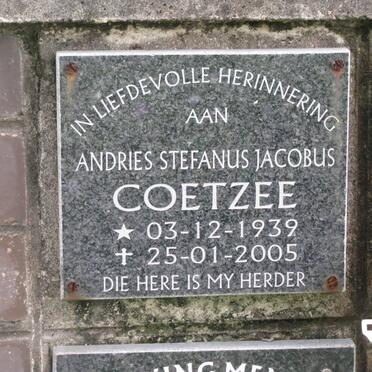 IN LIEFDEVOLLE HERINNERING
AAN
ANDRIES STEFANUS JACOBUS
COETZEE
★ 03-12-1939
✝ 25-01-2005
DIE HERE IS MY HERDER